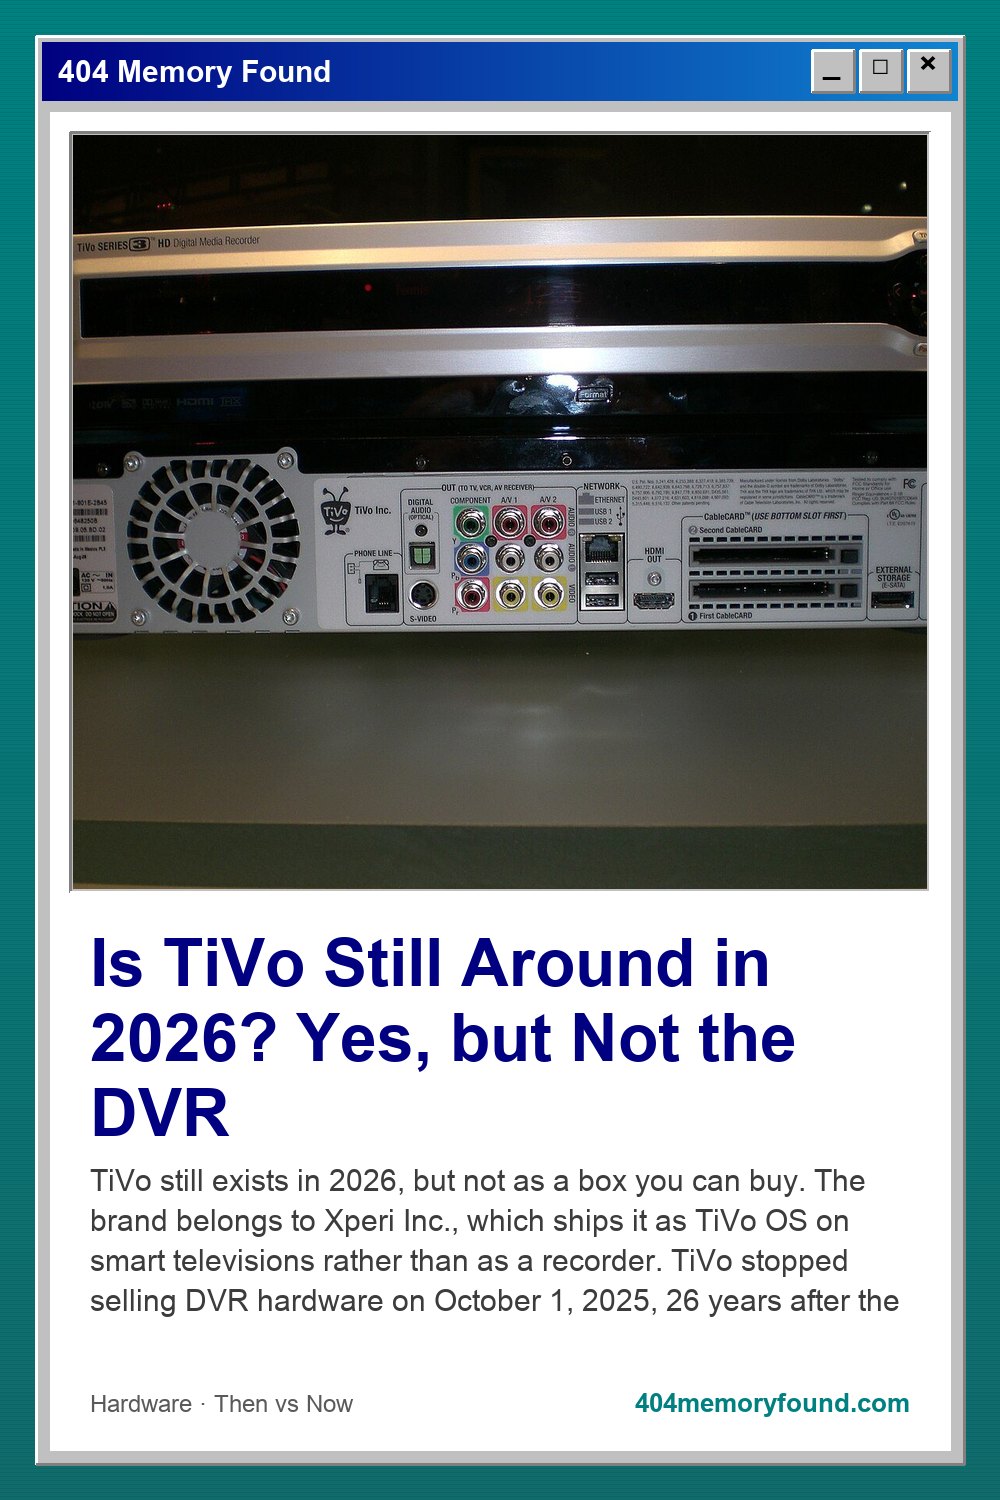 404 Memory Found
TiVo SERIES3 HD Digital Media Recorder
Format
HDMI
TiVo TiVo Inc.
PHONE LINE
OUT (TO TV, VCR, AV RECEIVER)
DIGITAL AUDIO (OPTICAL)
COMPONENT A/V 1 A/V 2
S-VIDEO
NETWORK
ETHERNET
USB 1
USB 2
HDMI OUT
CableCARD™ (USE BOTTOM SLOT FIRST)
2 Second CableCARD
1 First CableCARD
EXTERNAL STORAGE
(E-SATA)
Is TiVo Still Around in
2026? Yes, but Not the
DVR
TiVo still exists in 2026, but not as a box you can buy. The
brand belongs to Xperi Inc., which ships it as TiVo OS on
smart televisions rather than as a recorder. TiVo stopped
selling DVR hardware on October 1, 2025, 26 years after the
Hardware · Then vs Now
404memoryfound.com